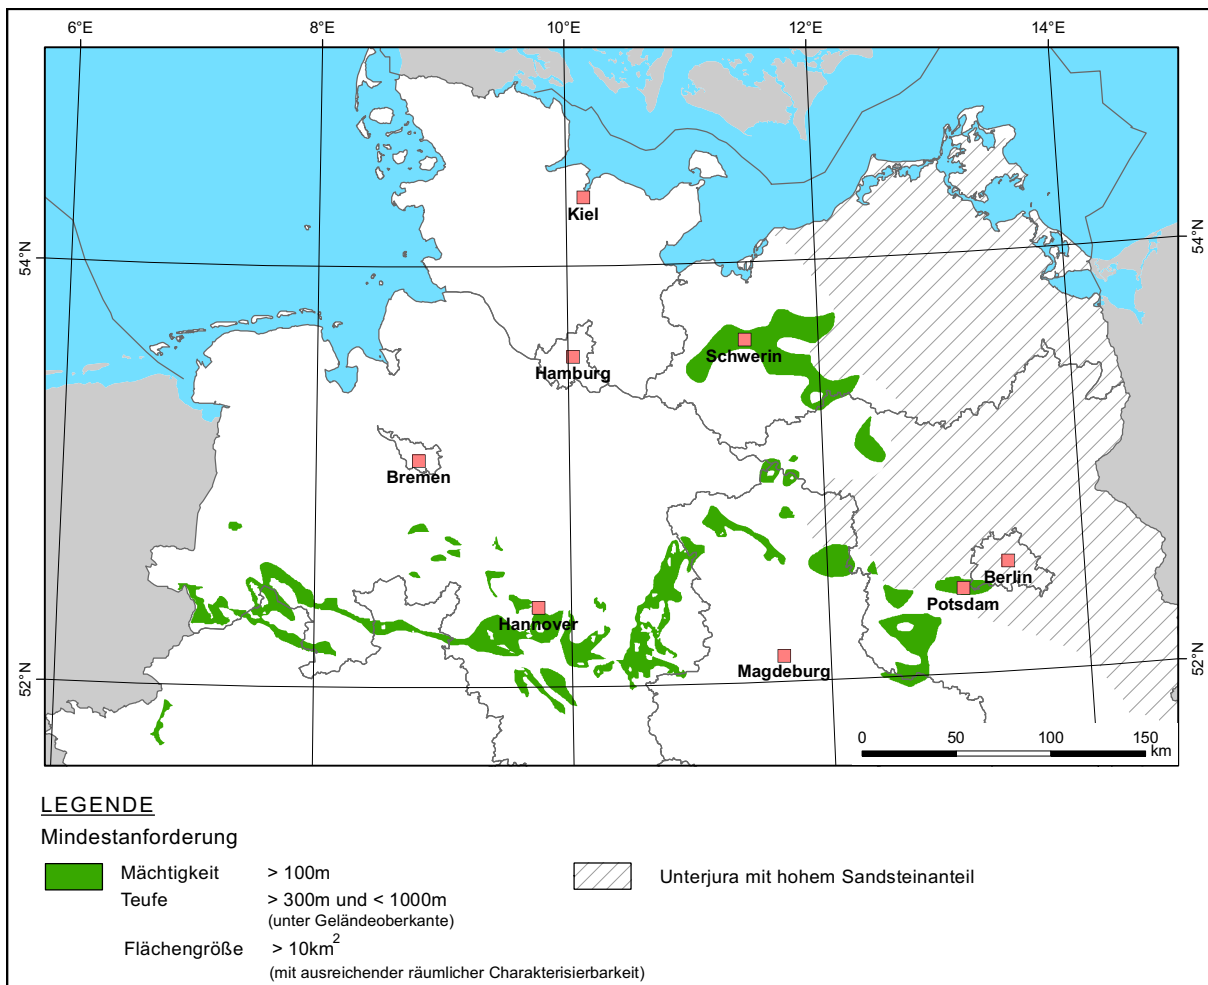 6°E 8°E 10°E 12°E 14°E
54°N
54°N
52°N
52°N
Kiel
Schwerin
Hamburg
Bremen
Berlin
Potsdam
Hannover
Magdeburg
0 50 100 150
km
LEGENDE
Mindestanforderung
Mächtigkeit > 100m
Unterjura mit hohem Sandsteinanteil
Teufe > 300m und < 1000m
(unter Geländeoberkante)
Flächengröße > 10km²
(mit ausreichender räumlicher Charakterisierbarkeit)